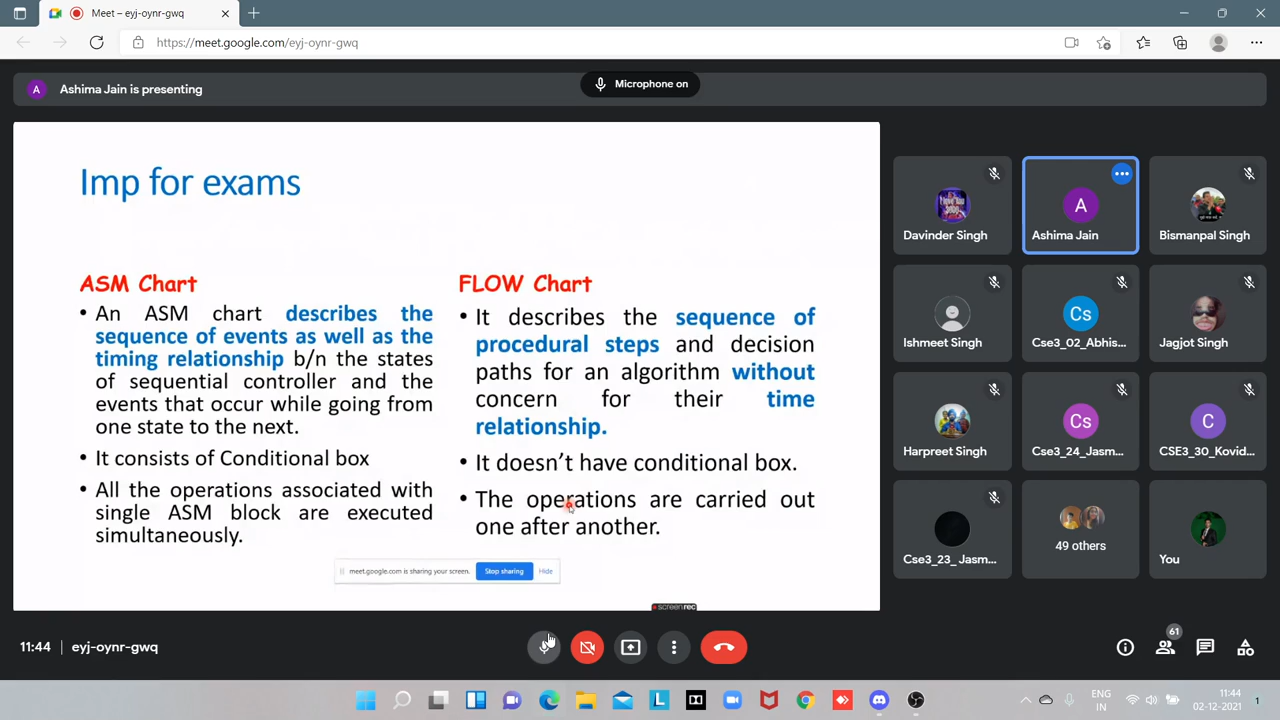 Meet – eyj-oynr-gwq
https://meet.google.com/eyj-oynr-gwq
A Ashima Jain is presenting
Microphone on
Imp for exams
ASM Chart
• An ASM chart describes the
sequence of events as well as the
timing relationship b/n the states
of sequential controller and the
events that occur while going from
one state to the next.
• It consists of Conditional box
• All the operations associated with
single ASM block are executed
simultaneously.
FLOW Chart
• It describes the sequence of
procedural steps and decision
paths for an algorithm without
concern for their time
relationship.
• It doesn't have conditional box.
• The operations are carried out
one after another.
meet.google.com is sharing your screen. Stop sharing Hide
screenrec
Davinder Singh
A
Ashima Jain
Bismanpal Singh
Ishmeet Singh
Cs
Cse3_02_Abhis...
Jagjot Singh
Harpreet Singh
Cs
Cse3_24_Jasm...
C
CSE3_30_Kovid...
Cse3_23_ Jasm...
49 others
You
11:44 | eyj-oynr-gwq
61
L
ENG
IN
11:44
02-12-2021
1